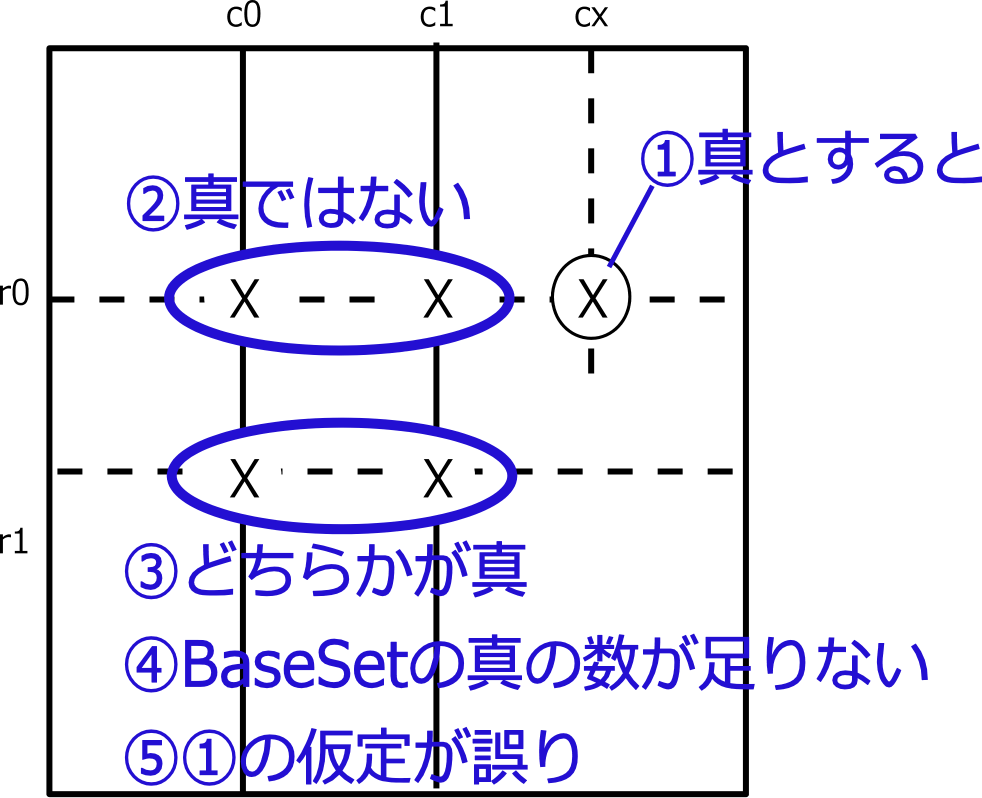 c0 c1 cx
①真とすると
②真ではない
r0 X X X
X X
r1
③どちらかが真
④BaseSetの真の数が足りない
⑤①の仮定が誤り